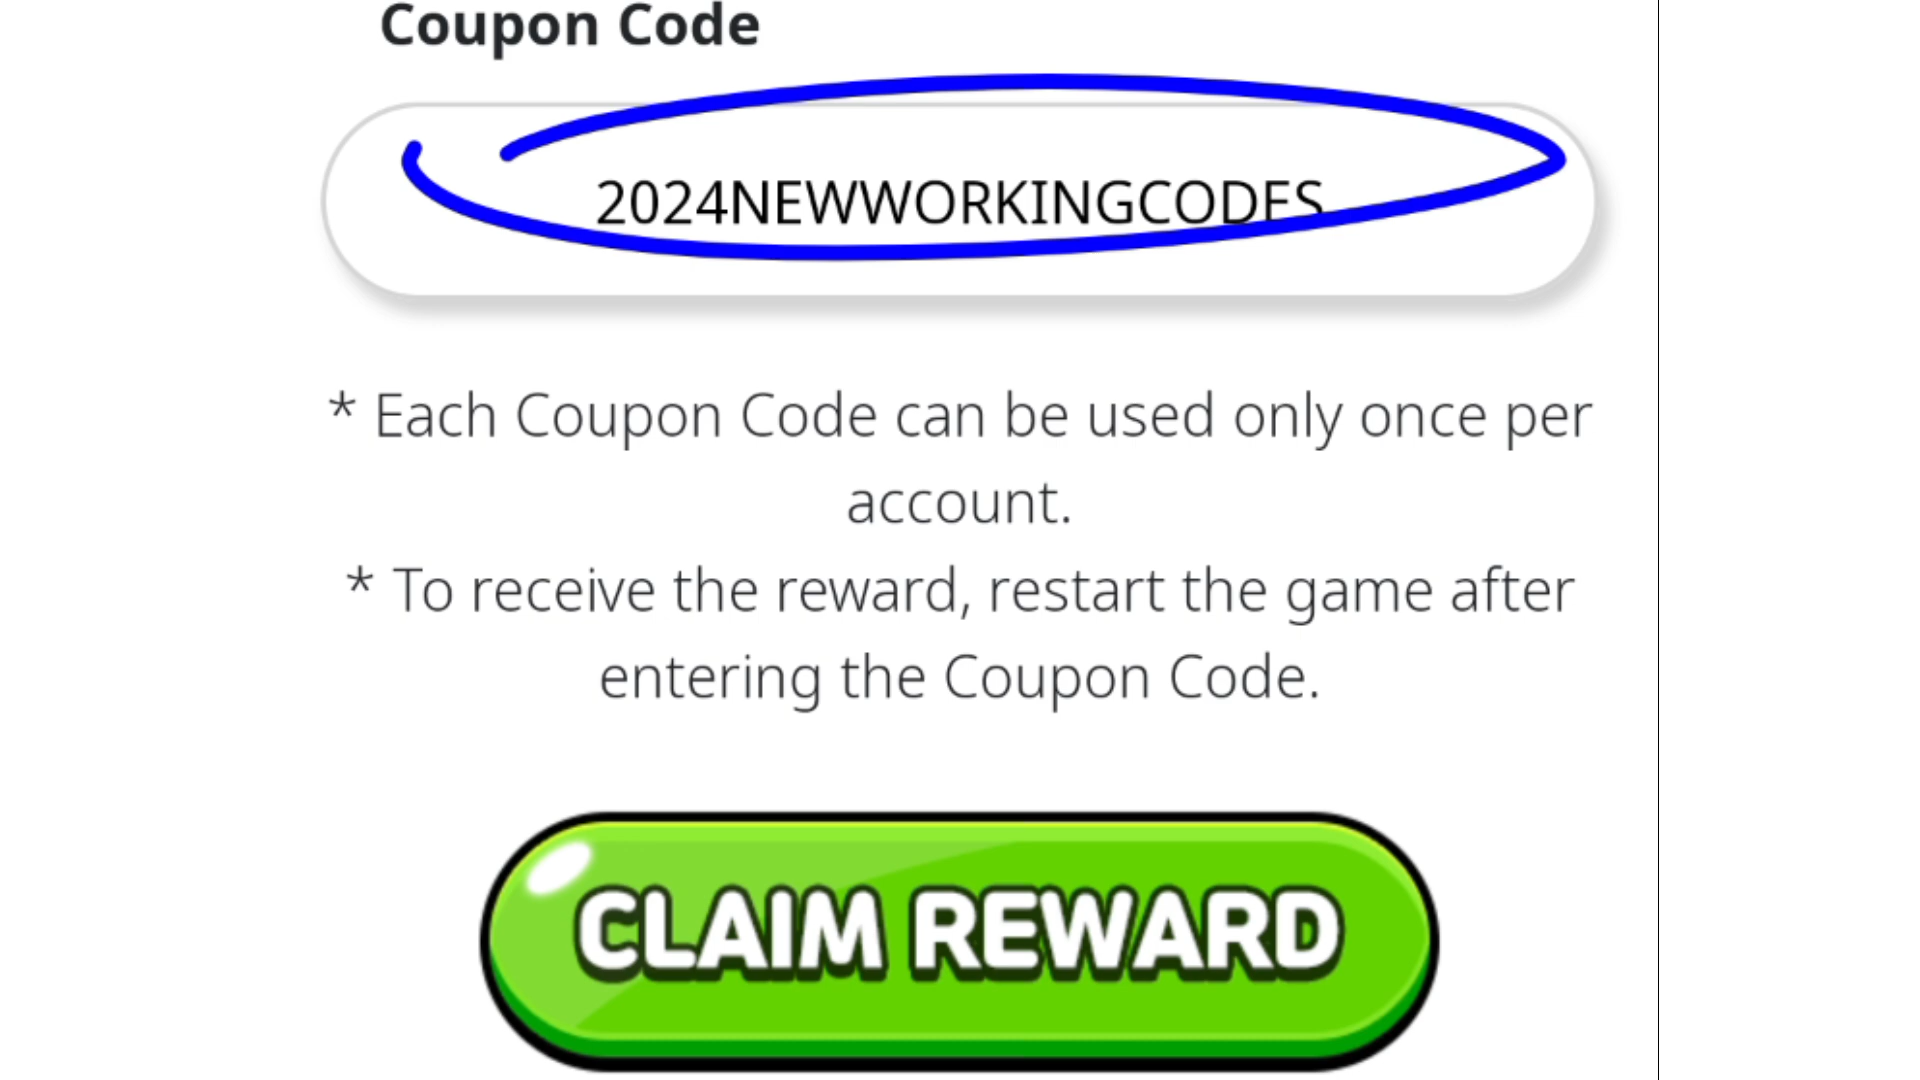 Coupon Code
2024NEWWORKINGCODES
* Each Coupon Code can be used only once per
account.
* To receive the reward, restart the game after
entering the Coupon Code.
CLAIM REWARD